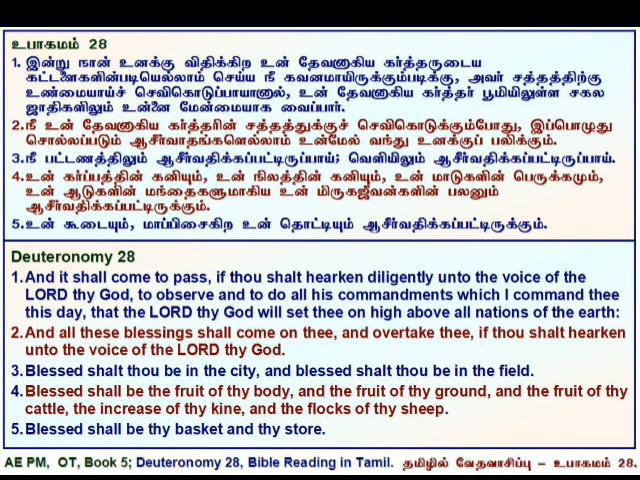 உபாகமம் 28
1. இன்று நான் உனக்கு விதிக்கிற உன் தேவனாகிய கர்த்தருடைய
கட்டளைகளின்படியெல்லாம் செய்ய நீ கவனமாயிருக்கும்படிக்கு, அவர் சத்தத்திற்கு
உண்மையாய்ச் செவிகொடுப்பாயானால், உன் தேவனாகிய கர்த்தர் பூமியிலுள்ள சகல
ஜாதிகளிலும் உன்னை மேன்மையாக வைப்பார்.
2.நீ உன் தேவனாகிய கர்த்தரின் சத்தத்துக்குச் செவிகொடுக்கும்போது, இப்பொழுது
சொல்லப்படும் ஆசீர்வாதங்களெல்லாம் உன்மேல் வந்து உனக்குப் பலிக்கும்.
3.நீ பட்டணத்திலும் ஆசீர்வதிக்கப்பட்டிருப்பாய்; வெளியிலும் ஆசீர்வதிக்கப்பட்டிருப்பாய்.
4.உன் கர்ப்பத்தின் கனியும், உன் நிலத்தின் கனியும், உன் மாடுகளின் பெருக்கமும்,
உன் ஆடுகளின் மந்தைகளுமாகிய உன் மிருகஜீவன்களின் பலனும்
ஆசீர்வதிக்கப்பட்டிருக்கும்.
5.உன் கூடையும், மாப்பிசைகிற உன் தொட்டியும் ஆசீர்வதிக்கப்பட்டிருக்கும்.
Deuteronomy 28
1.And it shall come to pass, if thou shalt hearken diligently unto the voice of the
LORD thy God, to observe and to do all his commandments which I command thee
this day, that the LORD thy God will set thee on high above all nations of the earth:
2.And all these blessings shall come on thee, and overtake thee, if thou shalt hearken
unto the voice of the LORD thy God.
3.Blessed shalt thou be in the city, and blessed shalt thou be in the field.
4.Blessed shall be the fruit of thy body, and the fruit of thy ground, and the fruit of thy
cattle, the increase of thy kine, and the flocks of thy sheep.
5.Blessed shall be thy basket and thy store.
AE PM, OT, Book 5; Deuteronomy 28, Bible Reading in Tamil. தமிழில் வேதவாசிப்பு – உபாகமம் 28.